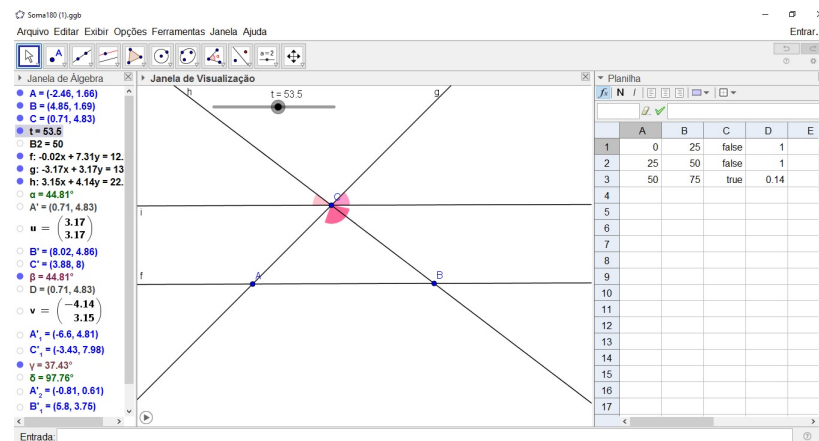 Soma180 (1).ggb
Arquivo Editar Exibir Opções Ferramentas Janela Ajuda
Entrar...
A
a=2
Janela de Álgebra
Janela de Visualização
Planilha
A = (-2.46, 1.66)
B = (4.85, 1.69)
C = (0.71, 4.83)
t = 53.5
B2 = 50
f: -0.02x + 7.31y = 12.
g: -3.17x + 3.17y = 13
h: 3.15x + 4.14y = 22.
α = 44.81°
A' = (0.71, 4.83)
u = (3.17
3.17)
B' = (8.02, 4.86)
C' = (3.88, 8)
β = 44.81°
D = (0.71, 4.83)
v = (−4.14
3.15)
A'₁ = (-6.6, 4.81)
C'₁ = (-3.43, 7.98)
γ = 37.43°
δ = 97.76°
A'₂ = (-0.81, 0.61)
B'₁ = (5.8, 3.75)
h
t = 53.5
g
C
i
f
A
B
fx N I
A B C D E
1 0 25 false 1
2 25 50 false 1
3 50 75 true 0.14
4
5
6
7
8
9
10
11
12
13
14
15
16
17
Entrada: